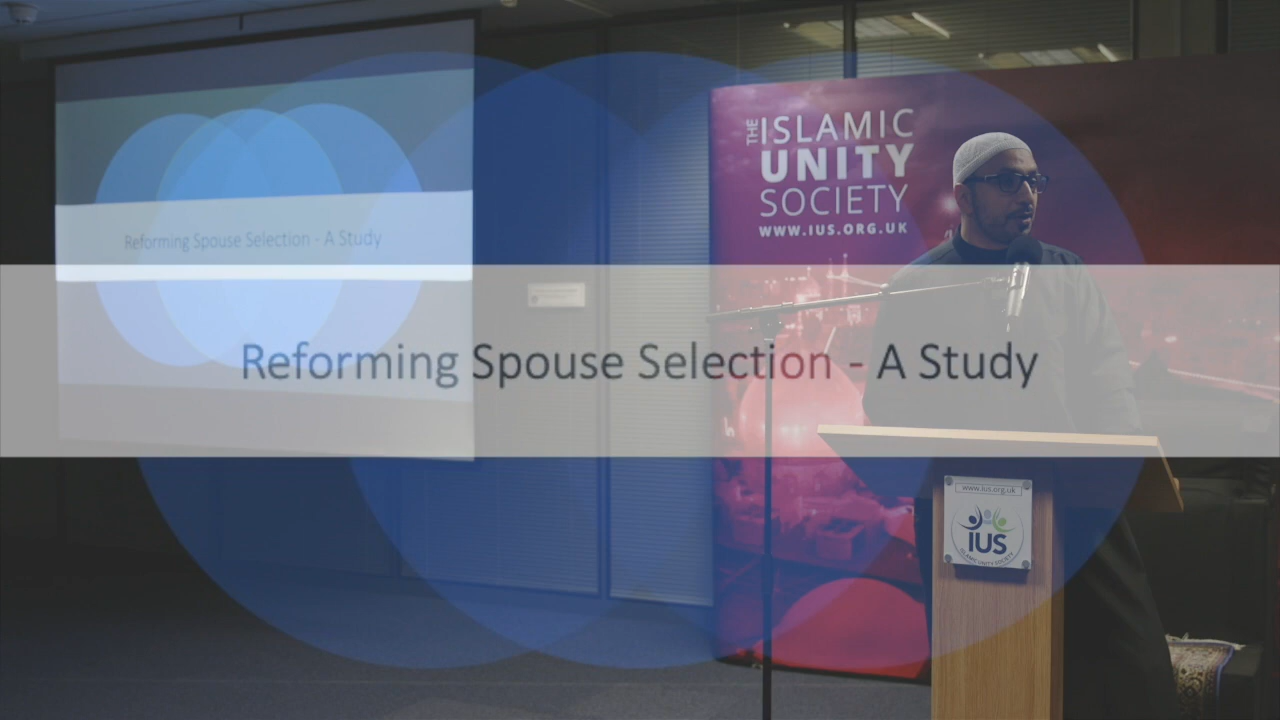 Reforming Spouse Selection - A Study
THE ISLAMIC
UNITY
SOCIETY
WWW.IUS.ORG.UK
Reforming Spouse Selection - A Study
www.ius.org.uk
IUS
ISLAMIC UNITY SOCIETY